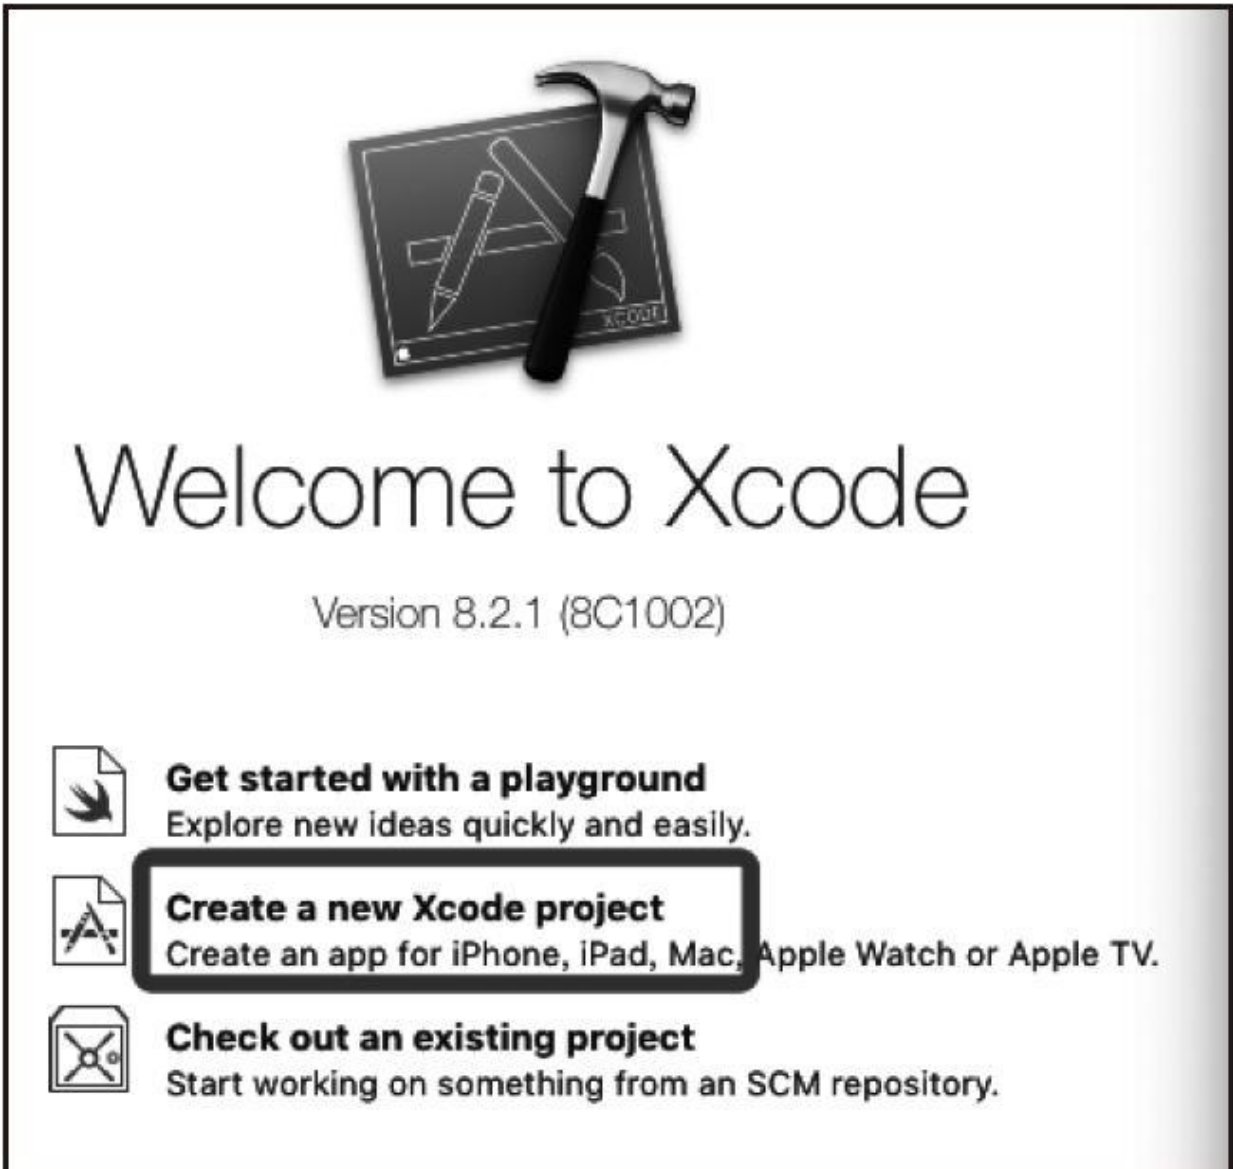 XCODE
Welcome to Xcode
Version 8.2.1 (8C1002)
Get started with a playground
Explore new ideas quickly and easily.
Create a new Xcode project
Create an app for iPhone, iPad, Mac, Apple Watch or Apple TV.
Check out an existing project
Start working on something from an SCM repository.